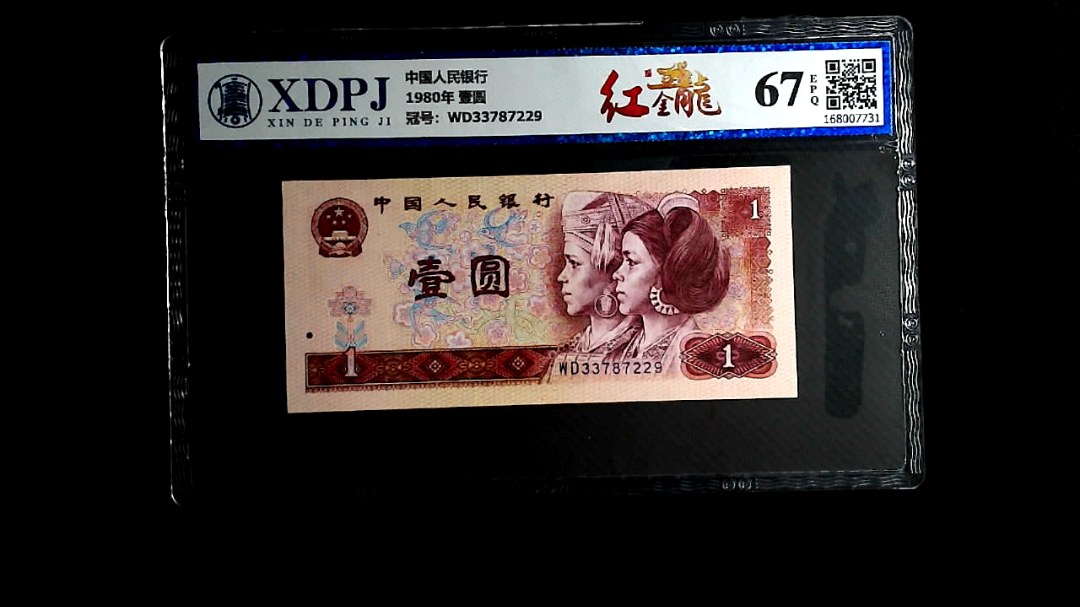 XDPJ
XIN DE PING JI
中国人民银行
1980年 壹圆
冠号: WD33787229
红金龍
67
EPQ
168007731
中国人民银行
1
壹圆
1
WD33787229
1